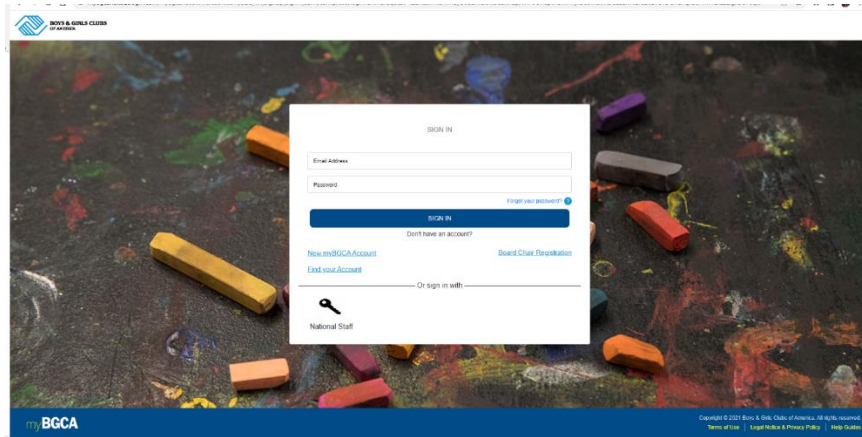 BOYS & GIRLS CLUBS
OF AMERICA
SIGN IN
Email Address
Password
Forgot your password? ?
SIGN IN
Don't have an account?
New myBGCA Account
Board Chair Registration
Find your Account
Or sign in with
National Staff
myBGCA
Copyright © 2021 Boys & Girls Clubs of America. All rights reserved.
Terms of Use | Legal Notice & Privacy Policy | Help Guides